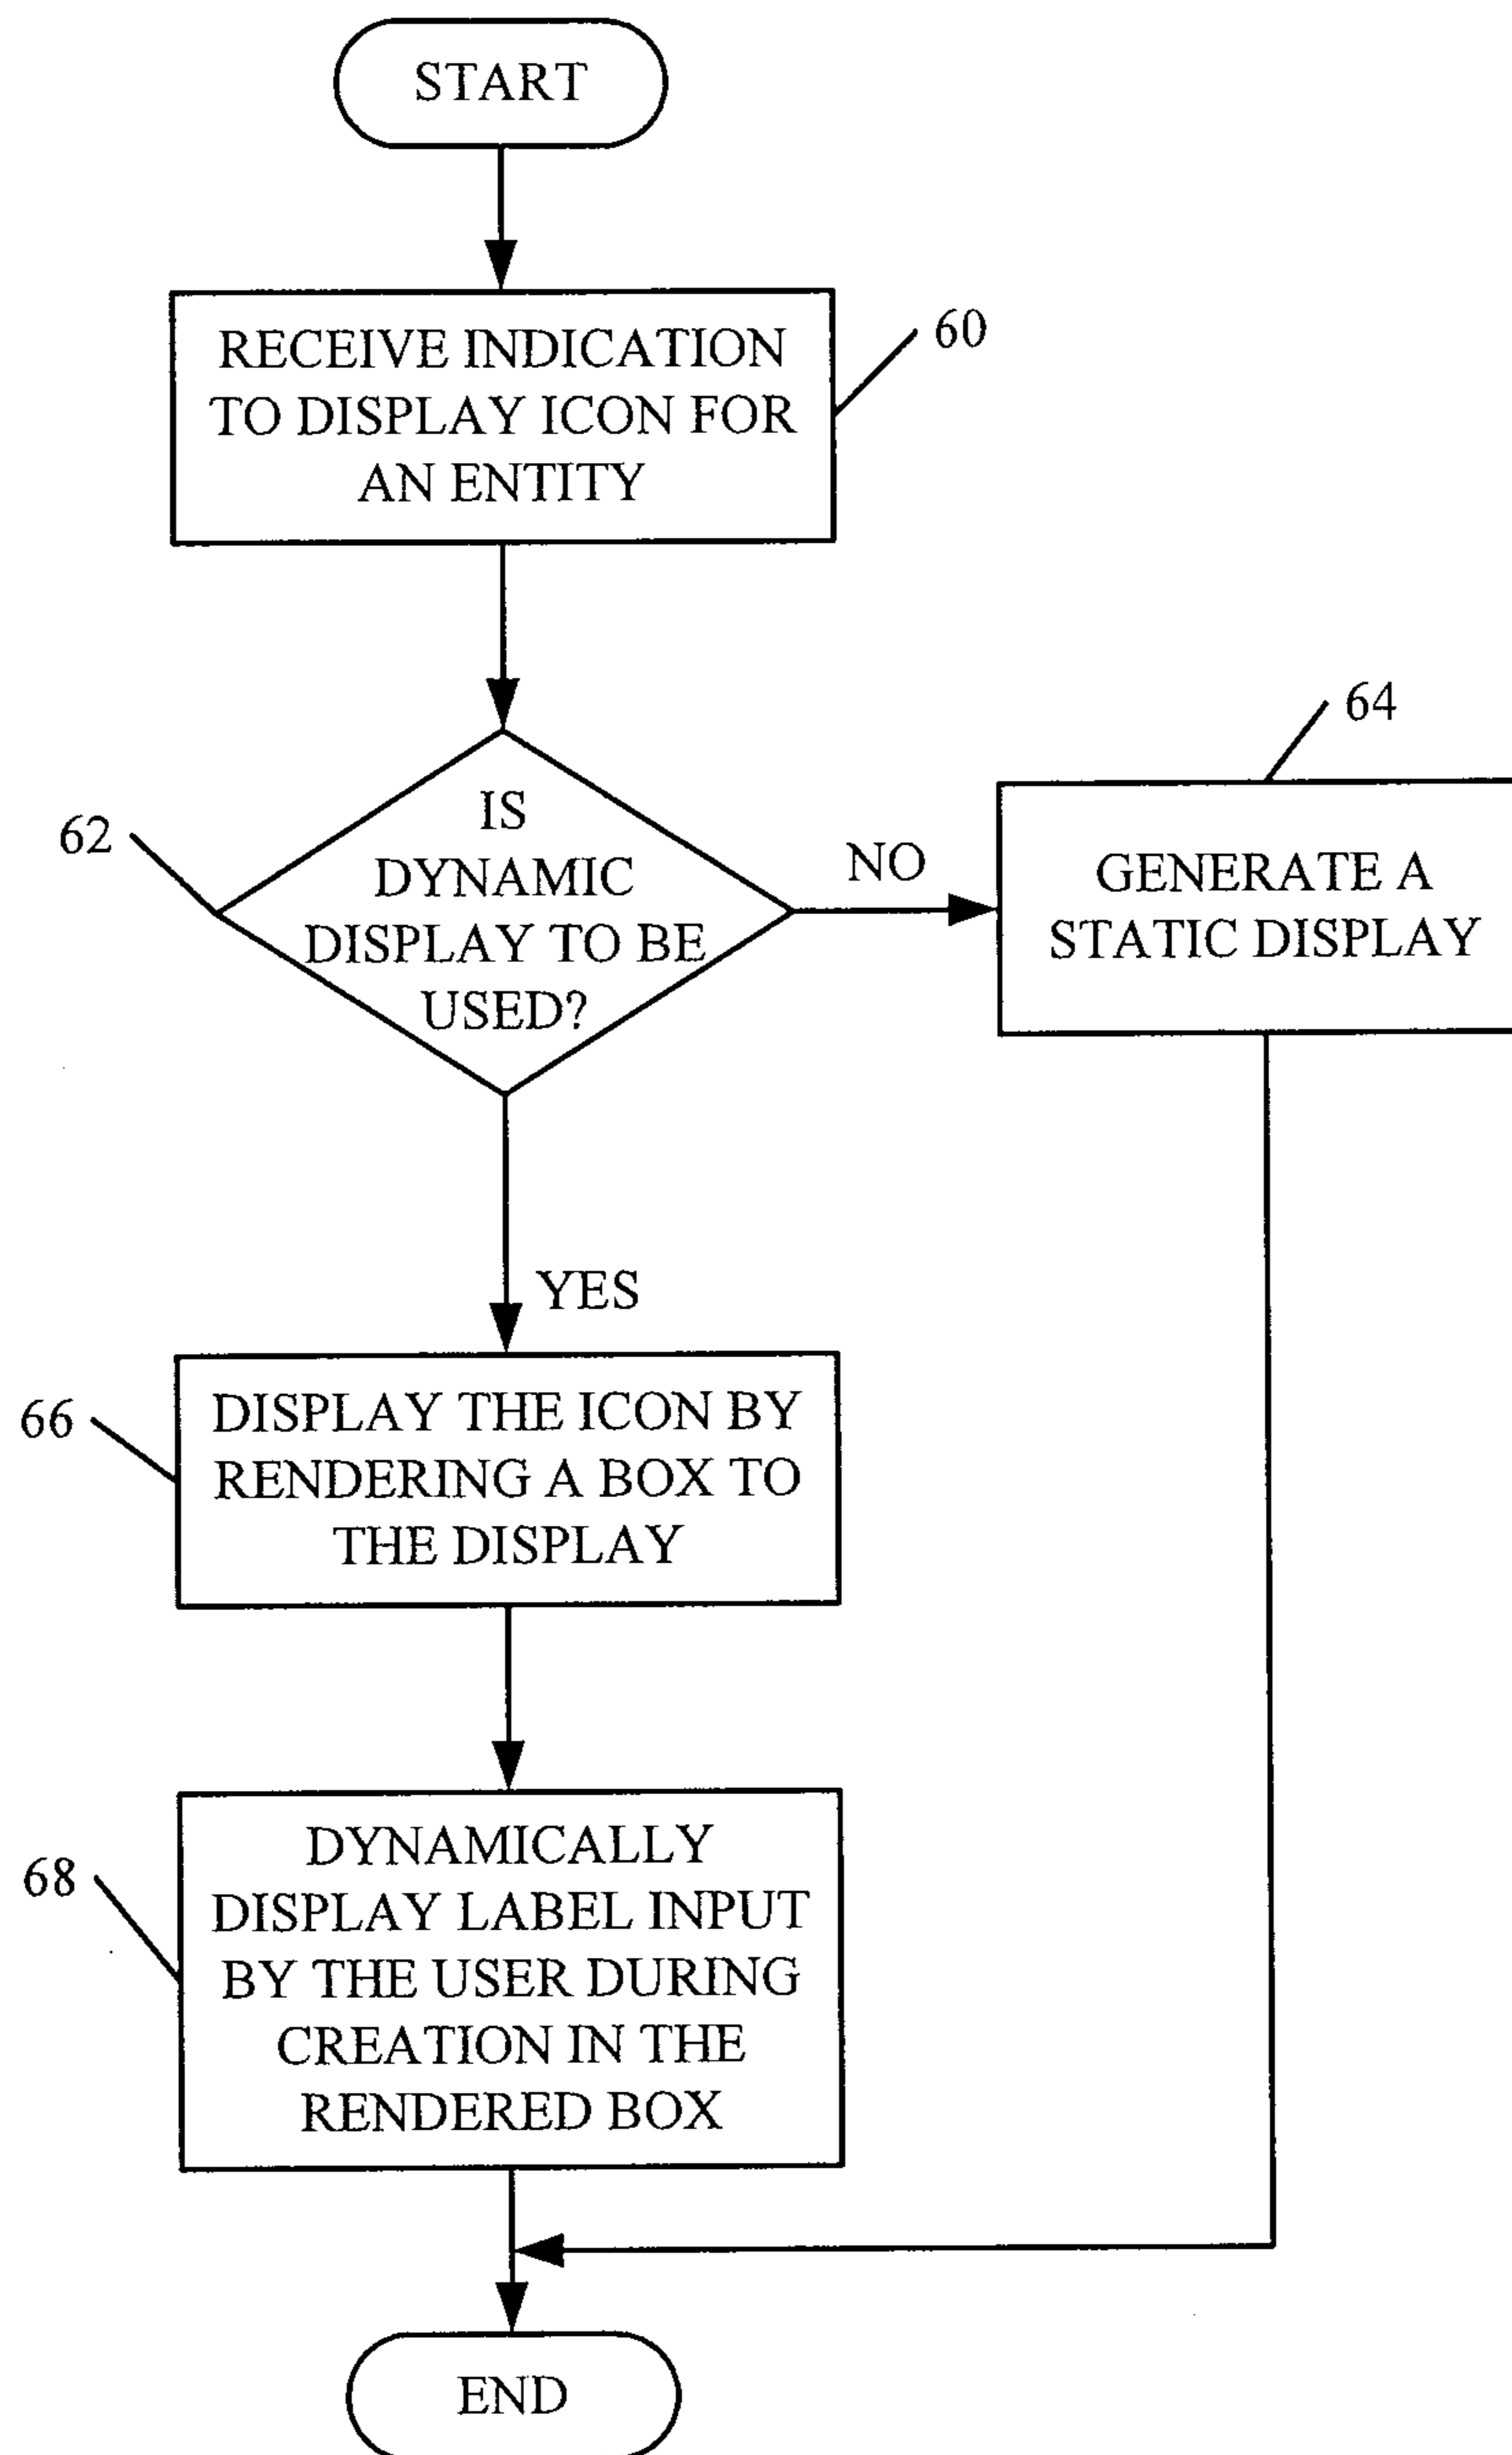 START
RECEIVE INDICATION
TO DISPLAY ICON FOR
AN ENTITY
60
62
IS
DYNAMIC
DISPLAY TO BE
USED?
NO
64
GENERATE A
STATIC DISPLAY
YES
66
DISPLAY THE ICON BY
RENDERING A BOX TO
THE DISPLAY
68
DYNAMICALLY
DISPLAY LABEL INPUT
BY THE USER DURING
CREATION IN THE
RENDERED BOX
END